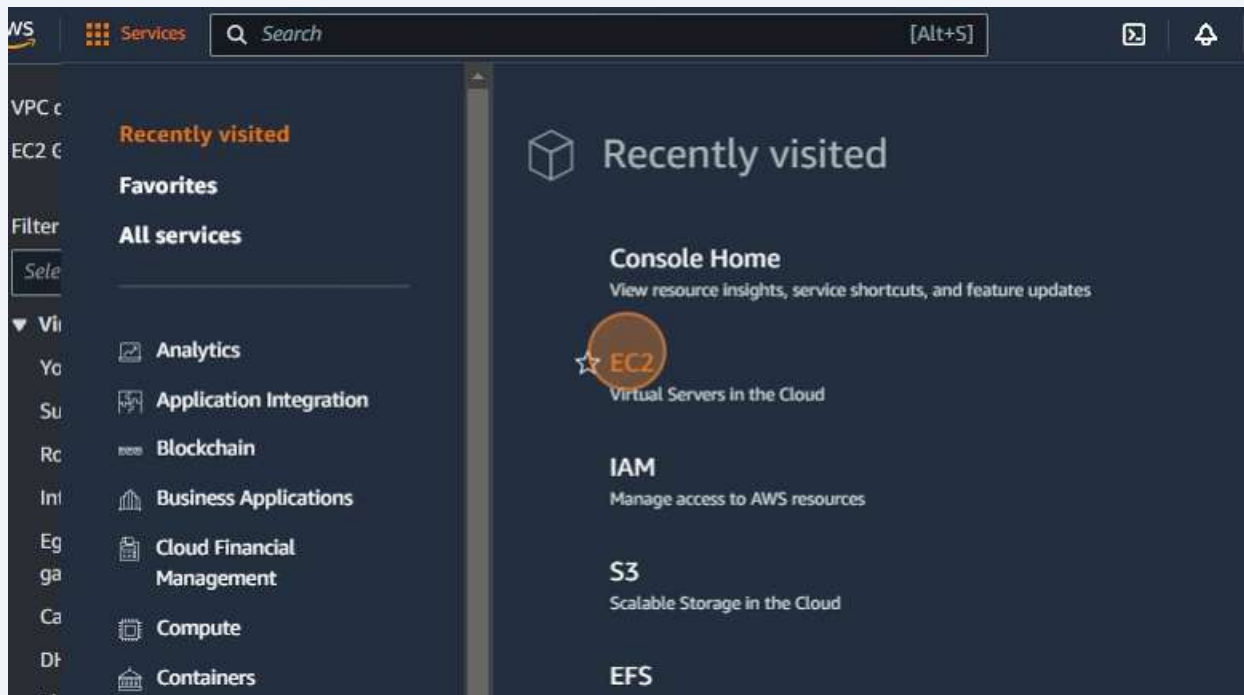 Services
Search
[Alt+S]
Recently visited
Favorites
All services
Analytics
Application Integration
Blockchain
Business Applications
Cloud Financial
Management
Compute
Containers
Recently visited
Console Home
View resource insights, service shortcuts, and feature updates
EC2
Virtual Servers in the Cloud
IAM
Manage access to AWS resources
S3
Scalable Storage in the Cloud
EFS
VPC
EC2
Filter